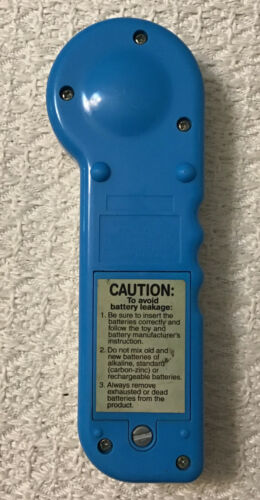 CAUTION:
To avoid
battery leakage:
1. Be sure to insert the
batteries correctly and
follow the toy and
battery manufacturer's
instruction.
2. Do not mix old and
new batteries of
alkaline, standard
(carbon-zinc) or
rechargeable batteries.
3. Always remove
exhausted or dead
batteries from the
product.